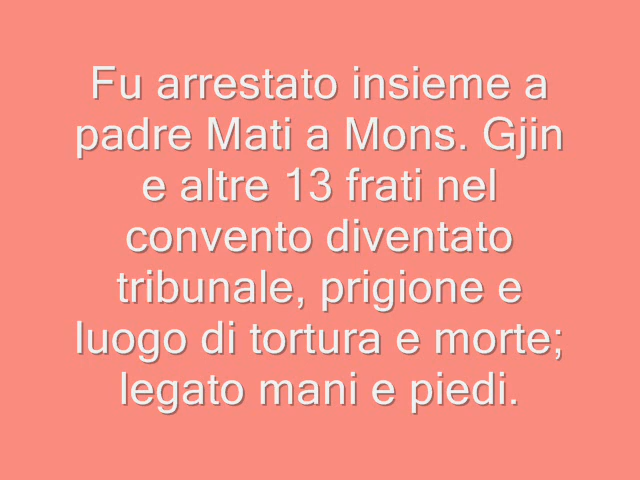 Fu arrestato insieme a
padre Mati a Mons. Gjin
e altre 13 frati nel
convento diventato
tribunale, prigione e
luogo di tortura e morte;
legato mani e piedi.